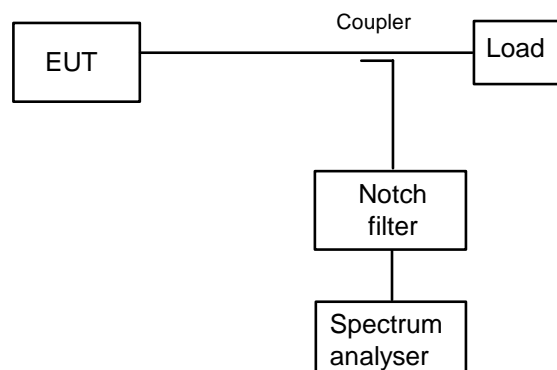 Coupler
EUT
Load
Notch
filter
Spectrum
analyser